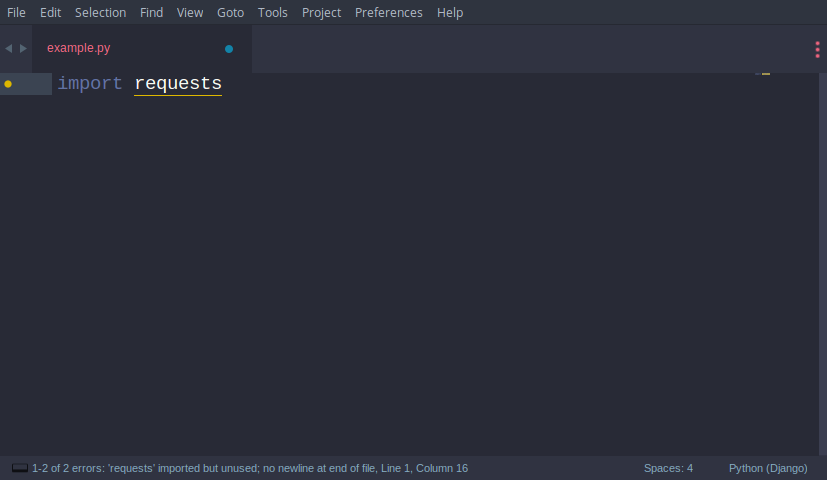 File Edit Selection Find View Goto Tools Project Preferences Help
example.py
import requests
1-2 of 2 errors: 'requests' imported but unused; no newline at end of file, Line 1, Column 16 Spaces: 4 Python (Django)